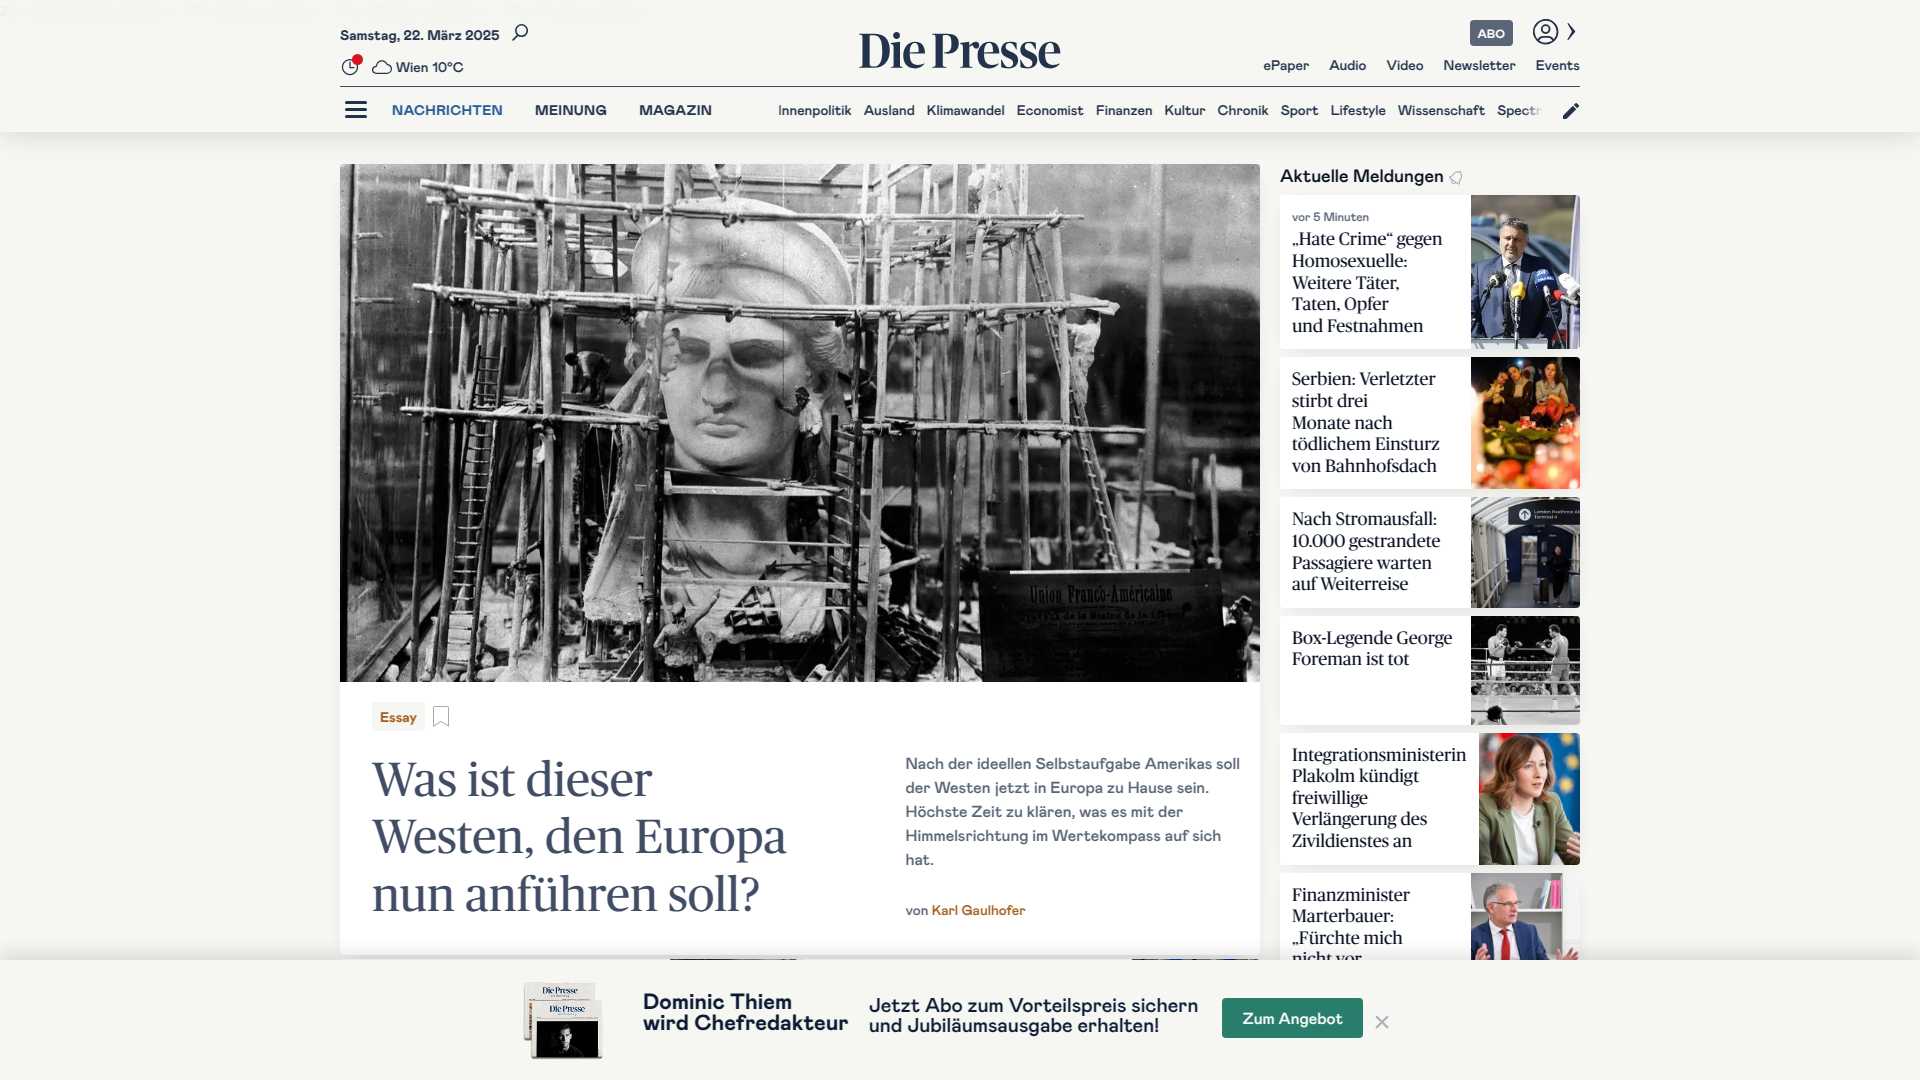 Samstag, 22. März 2025
Wien 10°C
Die Presse
ABO
ePaper Audio Video Newsletter Events
NACHRICHTEN MEINUNG MAGAZIN
Innenpolitik Ausland Klimawandel Economist Finanzen Kultur Chronik Sport Lifestyle Wissenschaft Spectr
Union Franco-Américaine
Essay
Was ist dieser
Westen, den Europa
nun anführen soll?
Nach der ideellen Selbstaufgabe Amerikas soll
der Westen jetzt in Europa zu Hause sein.
Höchste Zeit zu klären, was es mit der
Himmelsrichtung im Wertekompass auf sich
hat.
von Karl Gaulhofer
Aktuelle Meldungen
vor 5 Minuten
„Hate Crime“ gegen
Homosexuelle:
Weitere Täter,
Taten, Opfer
und Festnahmen
Serbien: Verletzter
stirbt drei
Monate nach
tödlichem Einsturz
von Bahnhofsdach
Nach Stromausfall:
10.000 gestrandete
Passagiere warten
auf Weiterreise
Box-Legende George
Foreman ist tot
Integrationsministerin
Plakolm kündigt
freiwillige
Verlängerung des
Zivildienstes an
Finanzminister
Marterbauer:
„Fürchte mich
nicht vor
Die Presse
Die Presse
Dominic Thiem
wird Chefredakteur
Jetzt Abo zum Vorteilspreis sichern
und Jubiläumsausgabe erhalten!
Zum Angebot